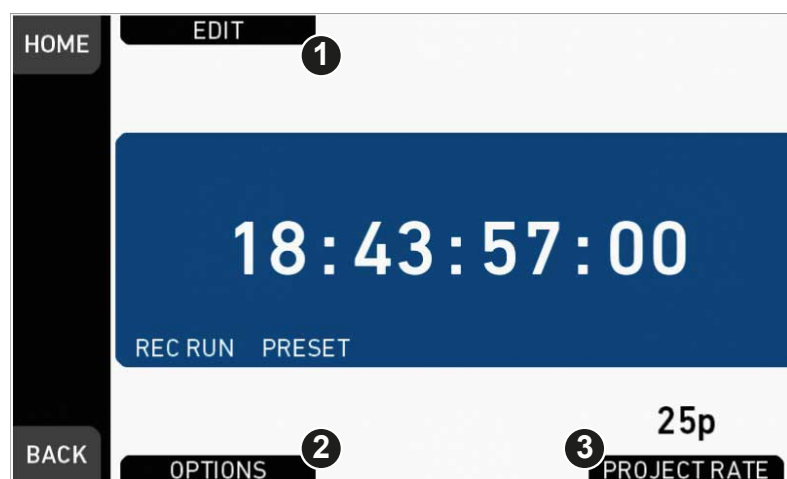 HOME
EDIT
1
18:43:57:00
REC RUN PRESET
25p
BACK
2
OPTIONS
3
PROJECT RATE